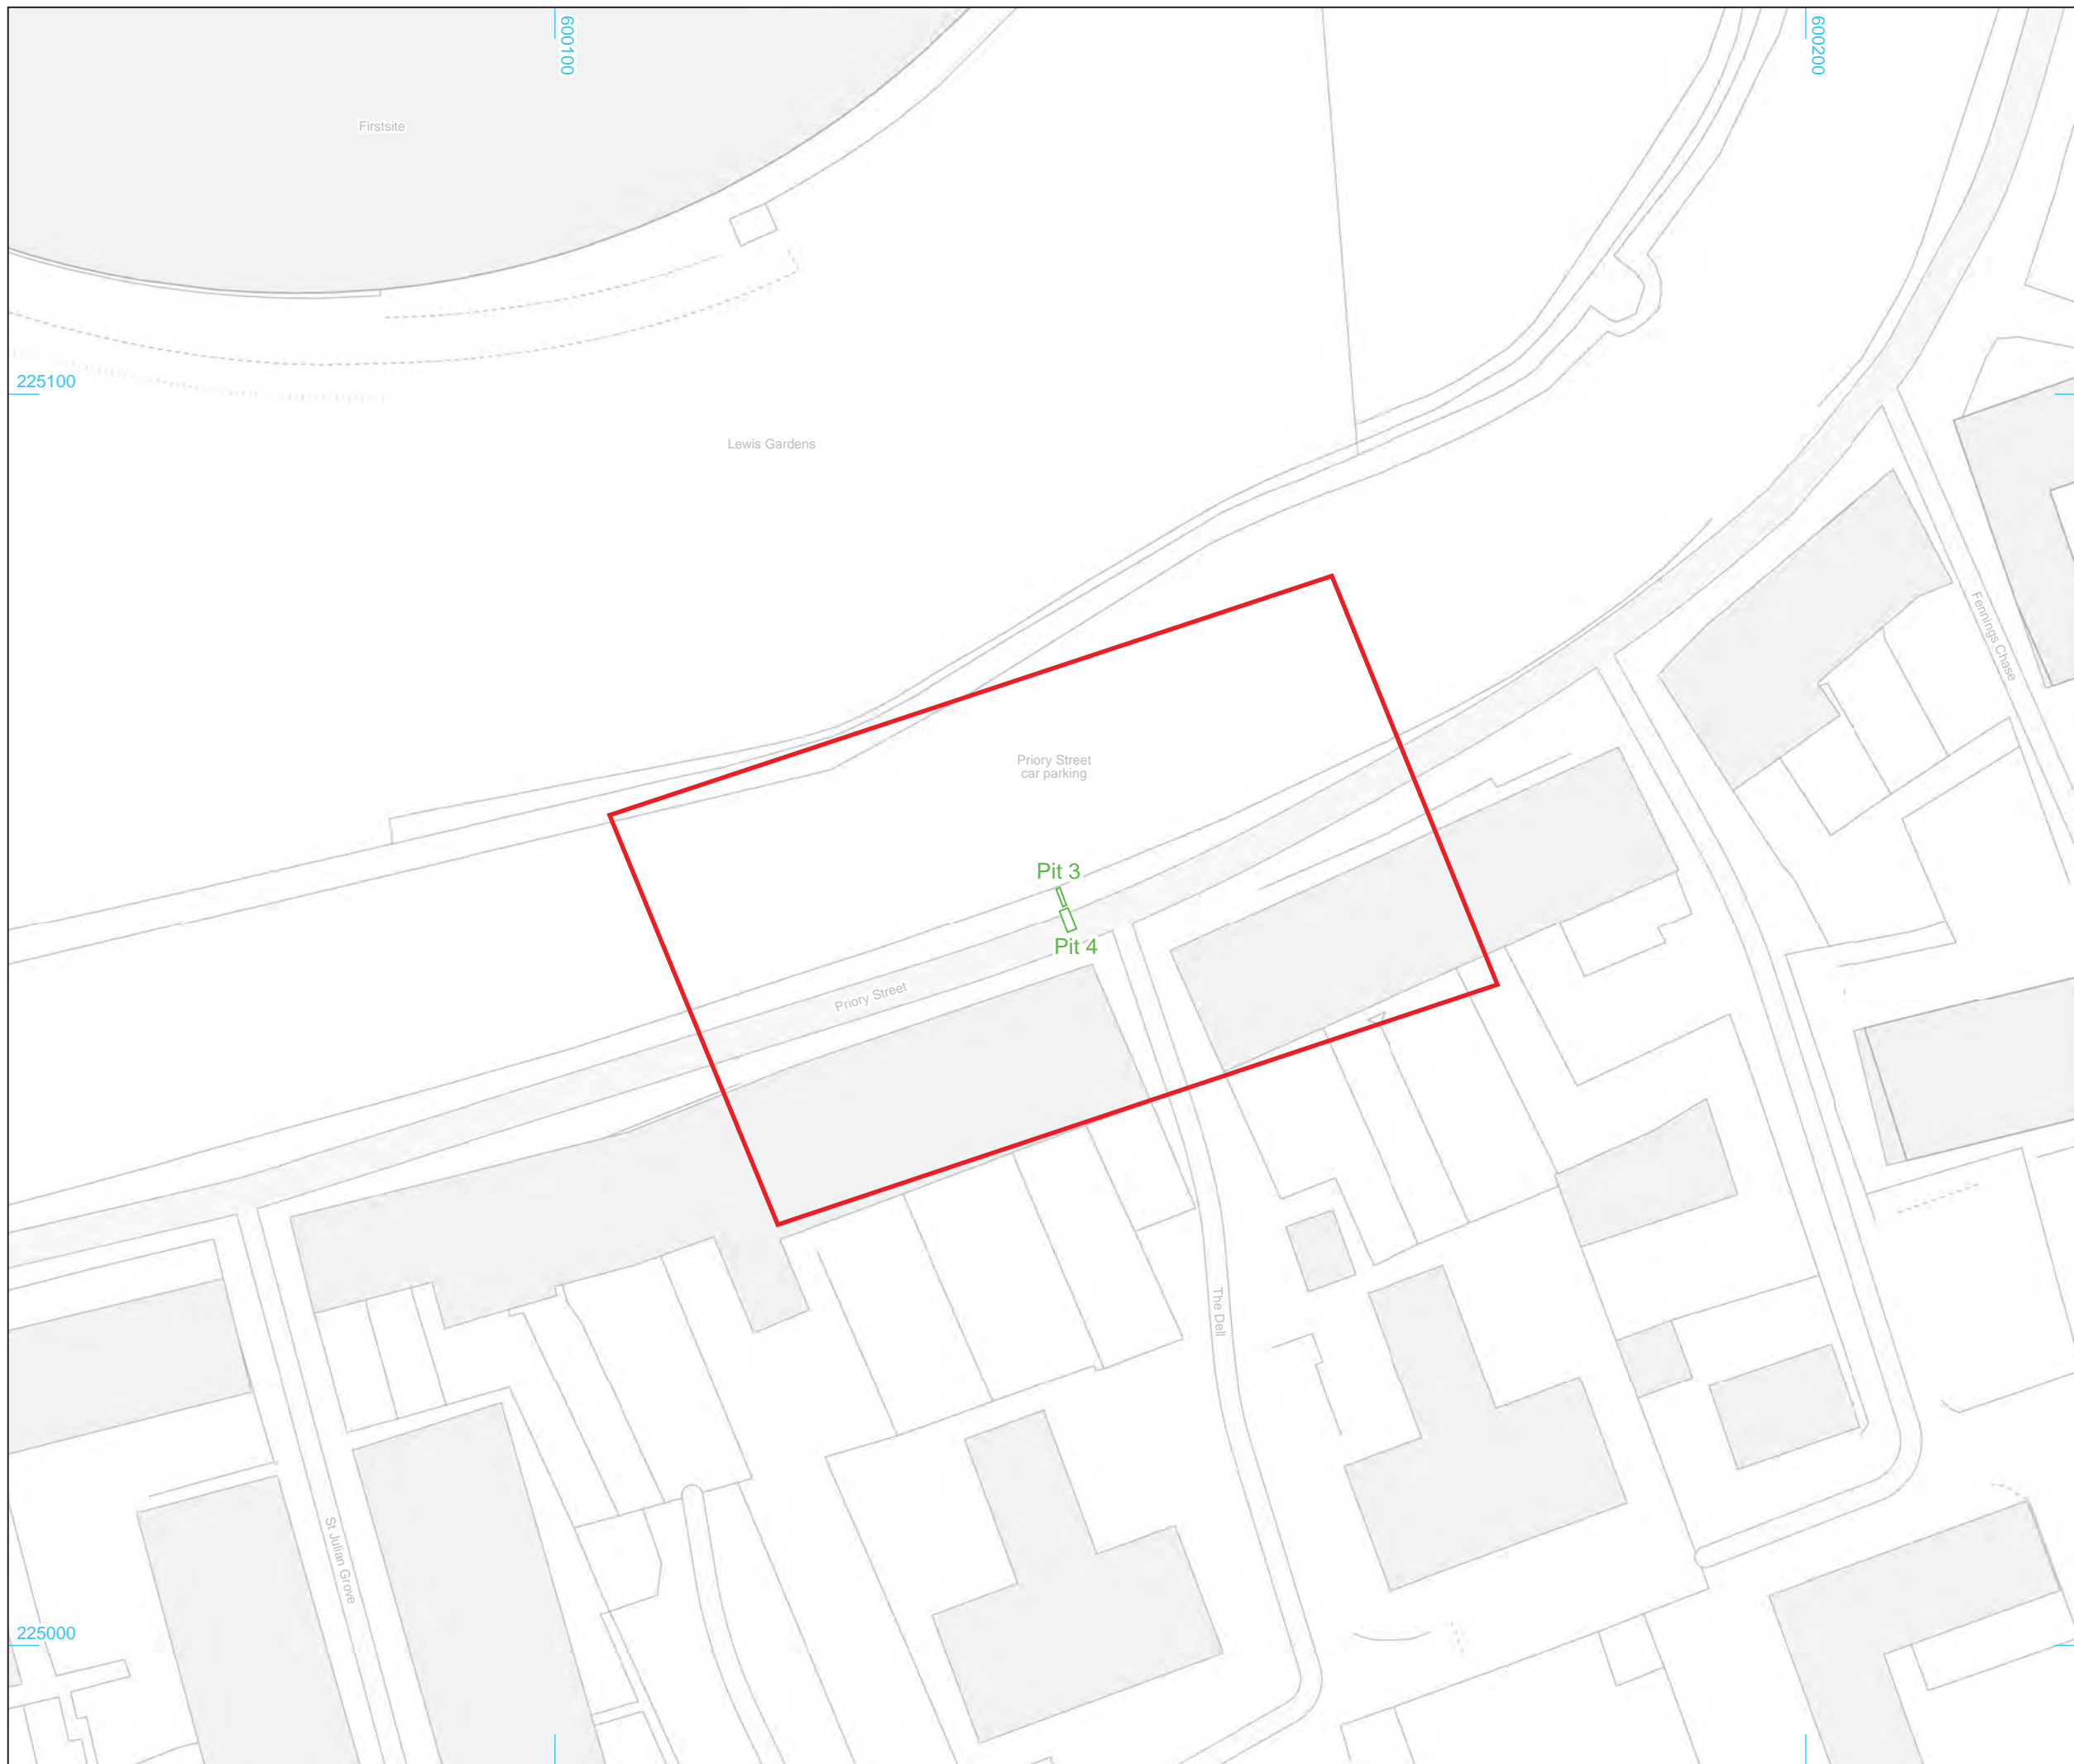 600100
600200
Firstsite
225100
Lewis Gardens
Fennings Chase
Priory Street
car parking
Pit 3
Pit 4
Priory Street
The Dell
St Julian Grove
225000